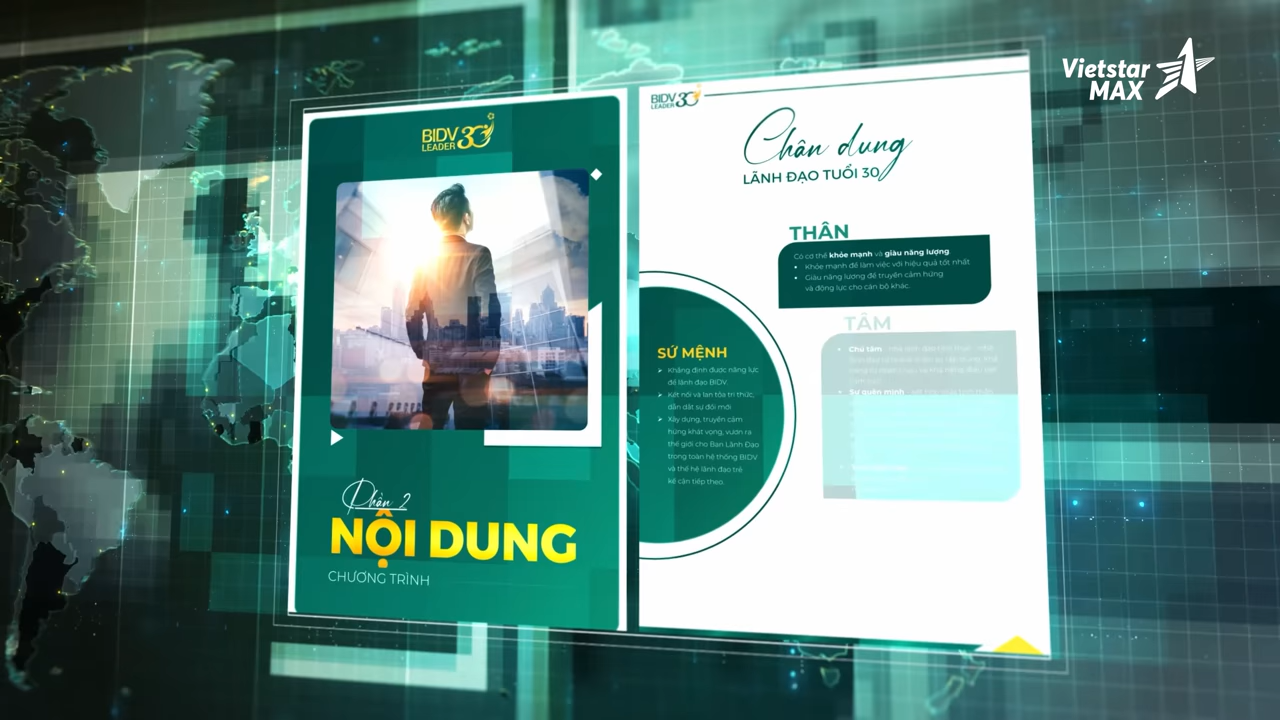 Vietstar
MAX
BIDV
LEADER 30
Phần 2
NỘI DUNG
CHƯƠNG TRÌNH
BIDV
LEADER 30
Chân dung
LÃNH ĐẠO TUỔI 30
THÂN
Có cơ thể khỏe mạnh và giàu năng lượng
• Khỏe mạnh để làm việc với hiệu quả tốt nhất
• Giàu năng lượng để truyền cảm hứng
và động lực cho cán bộ khác.
TÂM
• Chú tâm
• Sự quên mình
SỨ MỆNH
➢ Khẳng định được năng lực
để lãnh đạo BIDV.
➢ Kết nối và lan tỏa tri thức,
dẫn dắt sự đổi mới
➢ Xây dựng, truyền cảm
hứng khát vọng, vươn ra
thế giới cho Ban Lãnh Đạo
trong toàn hệ thống BIDV
và thế hệ lãnh đạo trẻ
kế cận tiếp theo.